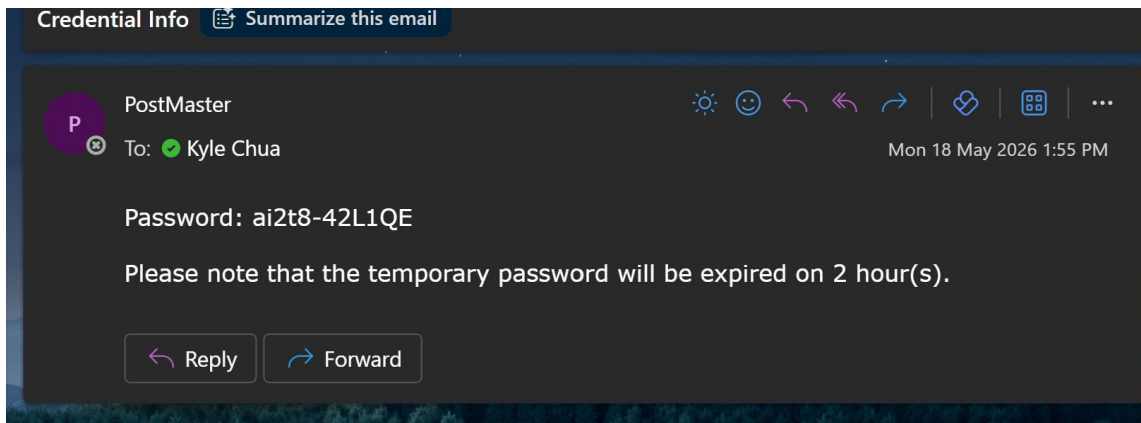 Credential Info Summarize this email
PostMaster
P
To: Kyle Chua
Mon 18 May 2026 1:55 PM
Password: ai2t8-42L1QE
Please note that the temporary password will be expired on 2 hour(s).
Reply Forward